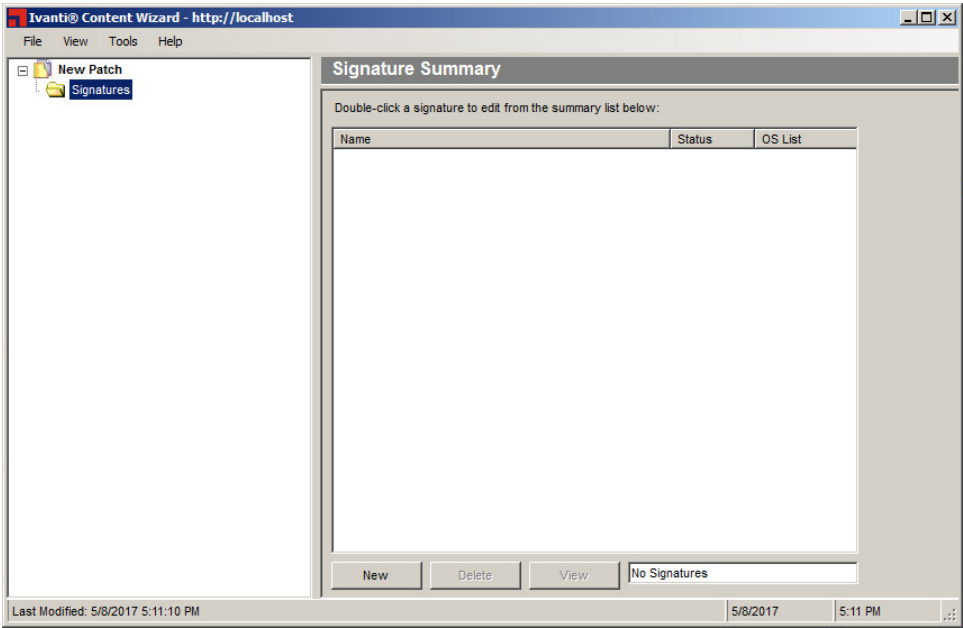 Ivanti® Content Wizard - http://localhost
File View Tools Help
New Patch
Signatures
Signature Summary
Double-click a signature to edit from the summary list below:
Name Status OS List
New Delete View No Signatures
Last Modified: 5/8/2017 5:11:10 PM 5/8/2017 5:11 PM